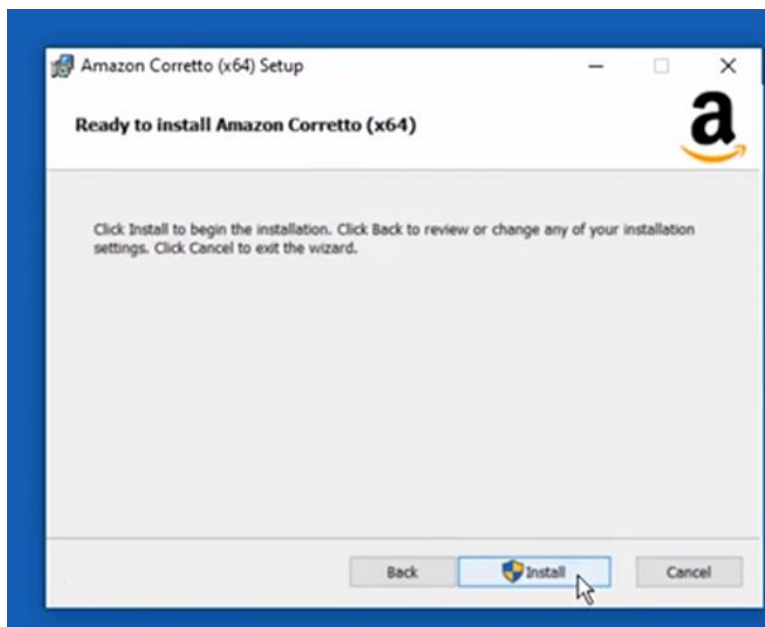 Amazon Corretto (x64) Setup
Ready to install Amazon Corretto (x64)
a
Click Install to begin the installation. Click Back to review or change any of your installation
settings. Click Cancel to exit the wizard.
Back Install Cancel